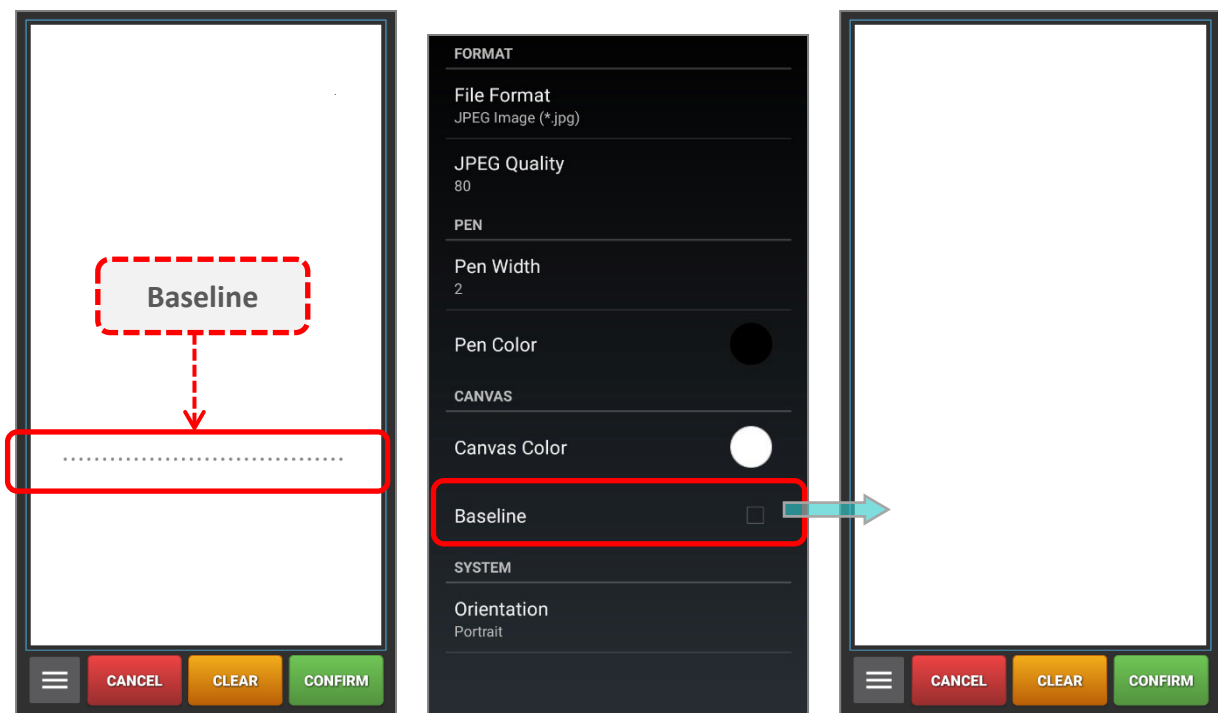 Baseline
CANCEL CLEAR CONFIRM
FORMAT
File Format
JPEG Image (*.jpg)
JPEG Quality
80
PEN
Pen Width
2
Pen Color
CANVAS
Canvas Color
Baseline
SYSTEM
Orientation
Portrait
CANCEL CLEAR CONFIRM